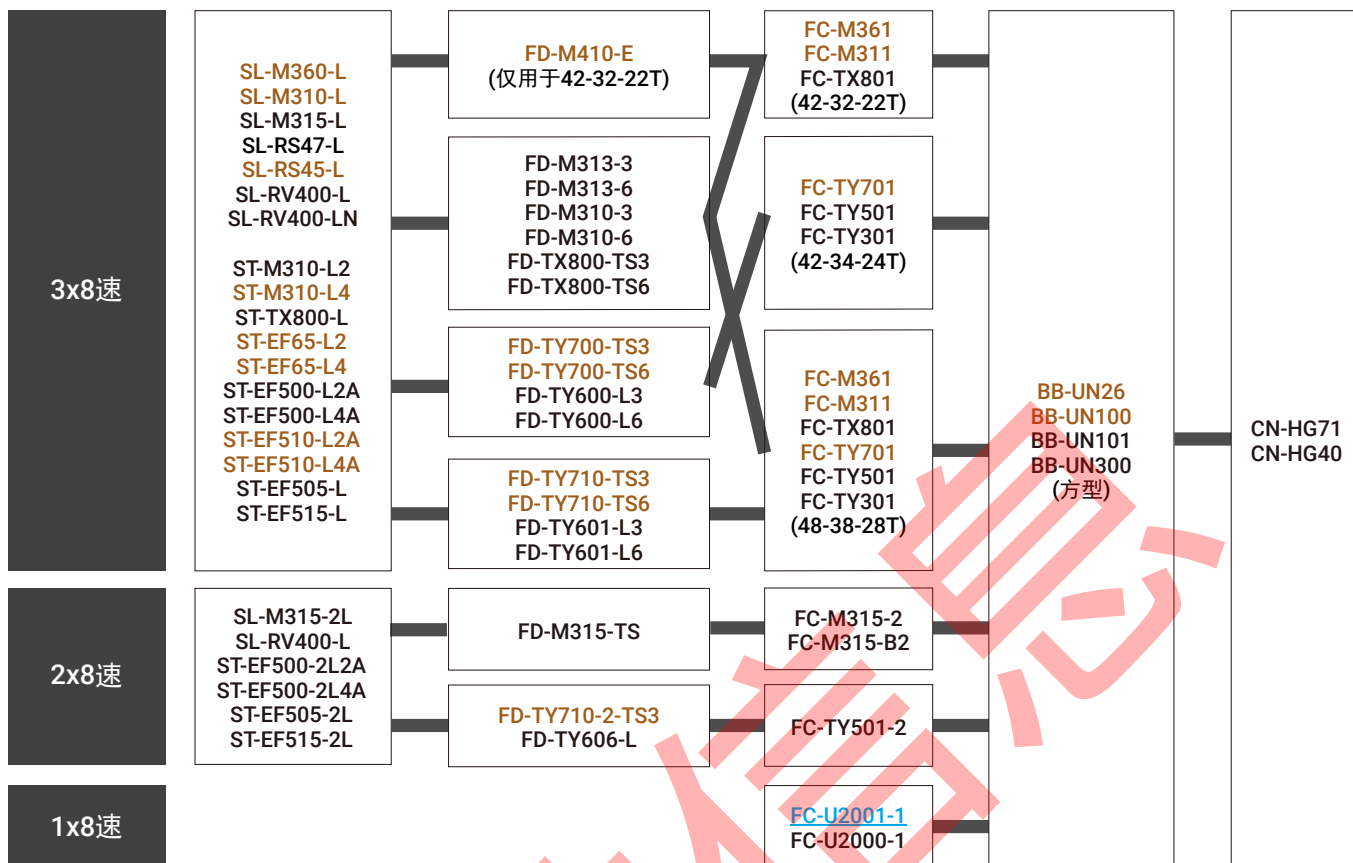 3x8速
SL-M360-L
SL-M310-L
SL-M315-L
SL-RS47-L
SL-RS45-L
SL-RV400-L
SL-RV400-LN
ST-M310-L2
ST-M310-L4
ST-TX800-L
ST-EF65-L2
ST-EF65-L4
ST-EF500-L2A
ST-EF500-L4A
ST-EF510-L2A
ST-EF510-L4A
ST-EF505-L
ST-EF515-L
FD-M410-E
(仅用于42-32-22T)
FD-M313-3
FD-M313-6
FD-M310-3
FD-M310-6
FD-TX800-TS3
FD-TX800-TS6
FD-TY700-TS3
FD-TY700-TS6
FD-TY600-L3
FD-TY600-L6
FD-TY710-TS3
FD-TY710-TS6
FD-TY601-L3
FD-TY601-L6
FC-M361
FC-M311
FC-TX801
(42-32-22T)
FC-TY701
FC-TY501
FC-TY301
(42-34-24T)
FC-M361
FC-M311
FC-TX801
FC-TY701
FC-TY501
FC-TY301
(48-38-28T)
BB-UN26
BB-UN100
BB-UN101
BB-UN300
(方型)
CN-HG71
CN-HG40
2x8速
SL-M315-2L
SL-RV400-L
ST-EF500-2L2A
ST-EF500-2L4A
ST-EF505-2L
ST-EF515-2L
FD-M315-TS
FD-TY710-2-TS3
FD-TY606-L
FC-M315-2
FC-M315-B2
FC-TY501-2
1x8速
FC-U2001-1
FC-U2000-1
信息